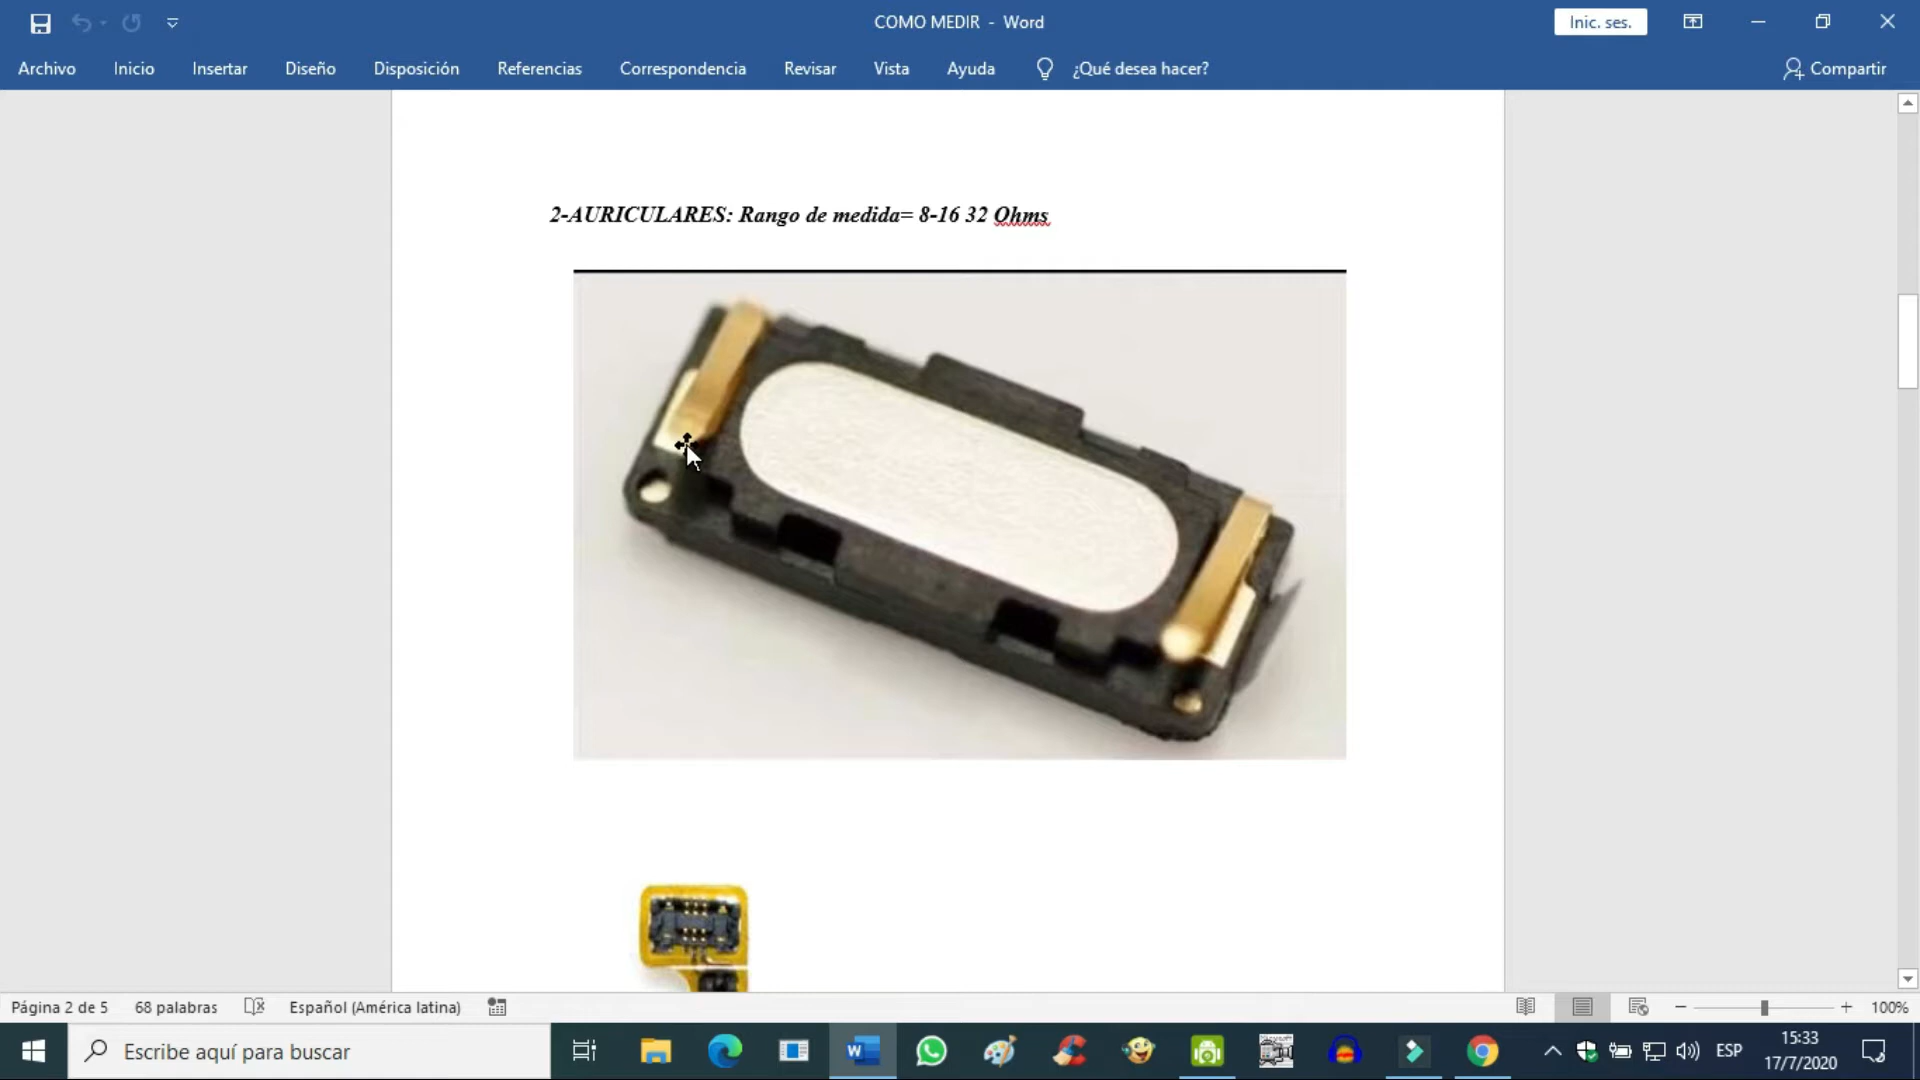 COMO MEDIR - Word
Inic. ses.
Archivo Inicio Insertar Diseño Disposición Referencias Correspondencia Revisar Vista Ayuda ¿Qué desea hacer? Compartir
2-AURICULARES: Rango de medida= 8-16 32 Ohms
Página 2 de 5 68 palabras Español (América latina) 100%
Escribe aquí para buscar
ESP
15:33
17/7/2020